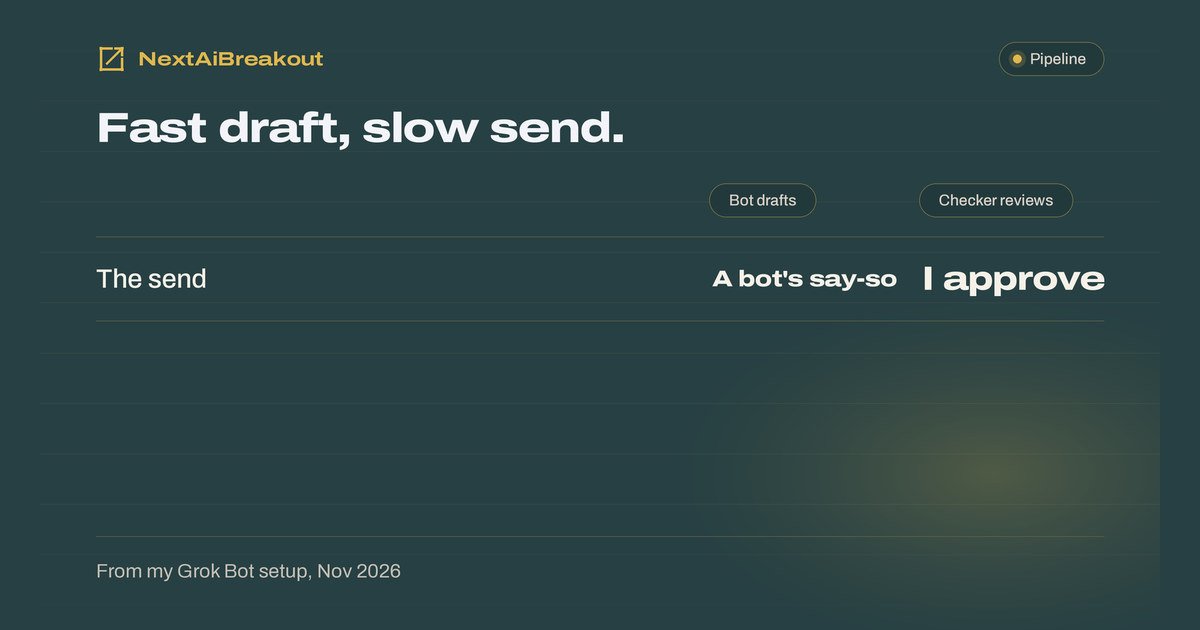 NextAiBreakout
Pipeline
Fast draft, slow send.
Bot drafts
Checker reviews
The send
A bot's say-so
I approve
From my Grok Bot setup, Nov 2026